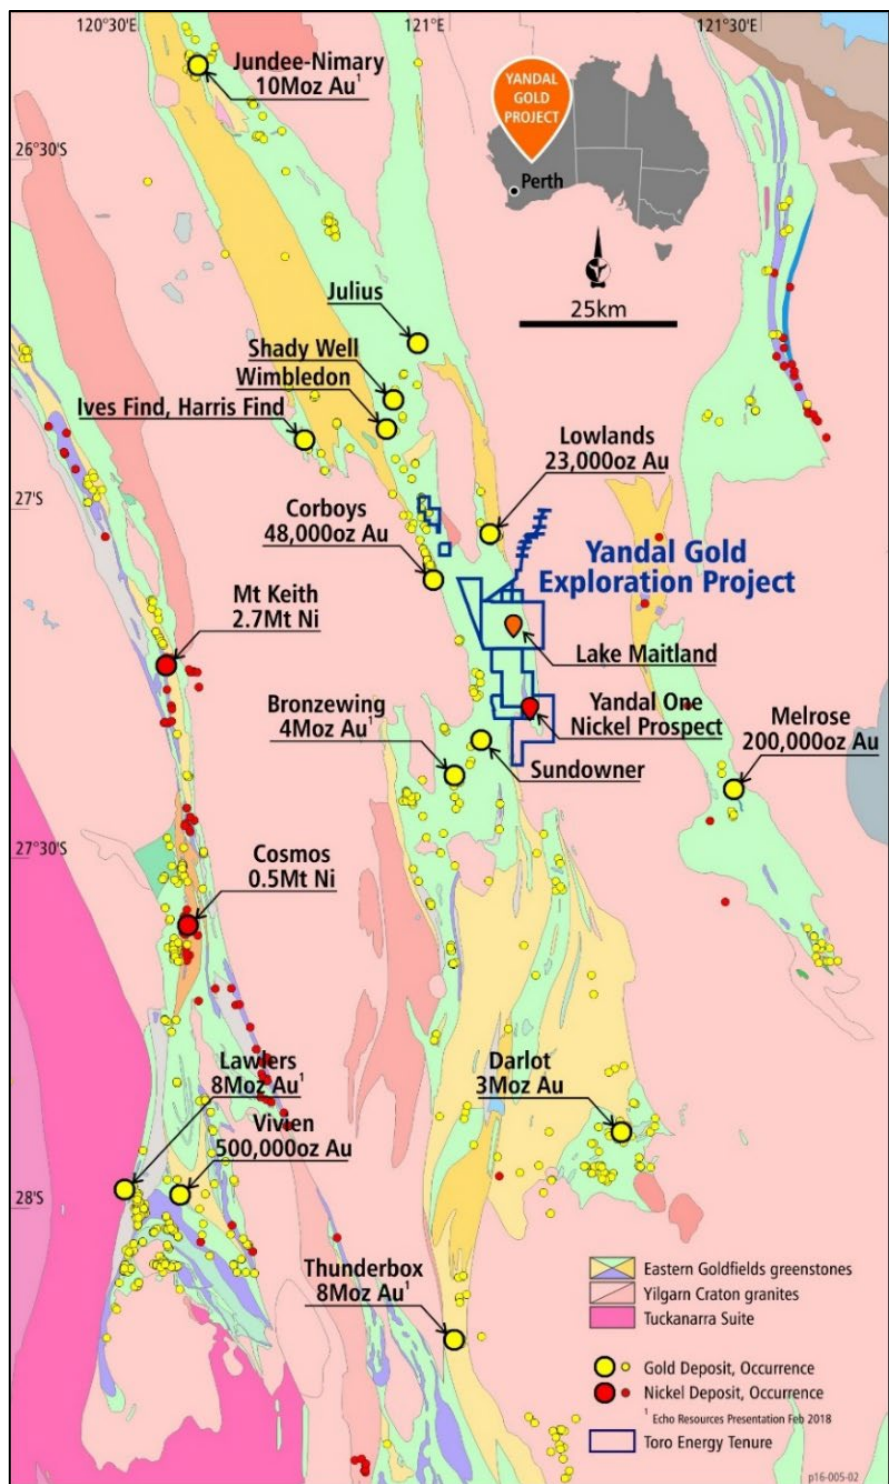 120°30'E
121°E
121°30'E
Jundee-Nimary
10Moz Au¹
YANDAL
GOLD
PROJECT
Perth
26°30'S
25km
Julius
Shady Well
Wimbledon
Ives Find, Harris Find
Lowlands
23,000oz Au
27°S
Corboys
48,000oz Au
Yandal Gold
Exploration Project
Mt Keith
2.7Mt Ni
Lake Maitland
Bronzewing
4Moz Au¹
Yandal One
Nickel Prospect
Melrose
200,000oz Au
Sundowner
27°30'S
Cosmos
0.5Mt Ni
Lawlers
8Moz Au¹
Darlot
3Moz Au
Vivien
500,000oz Au
28°S
Thunderbox
8Moz Au¹
Eastern Goldfields greenstones
Yilgarn Craton granites
Tuckanarra Suite
Gold Deposit, Occurrence
Nickel Deposit, Occurrence
¹ Echo Resources Presentation Feb 2018
Toro Energy Tenure
p16-005-02